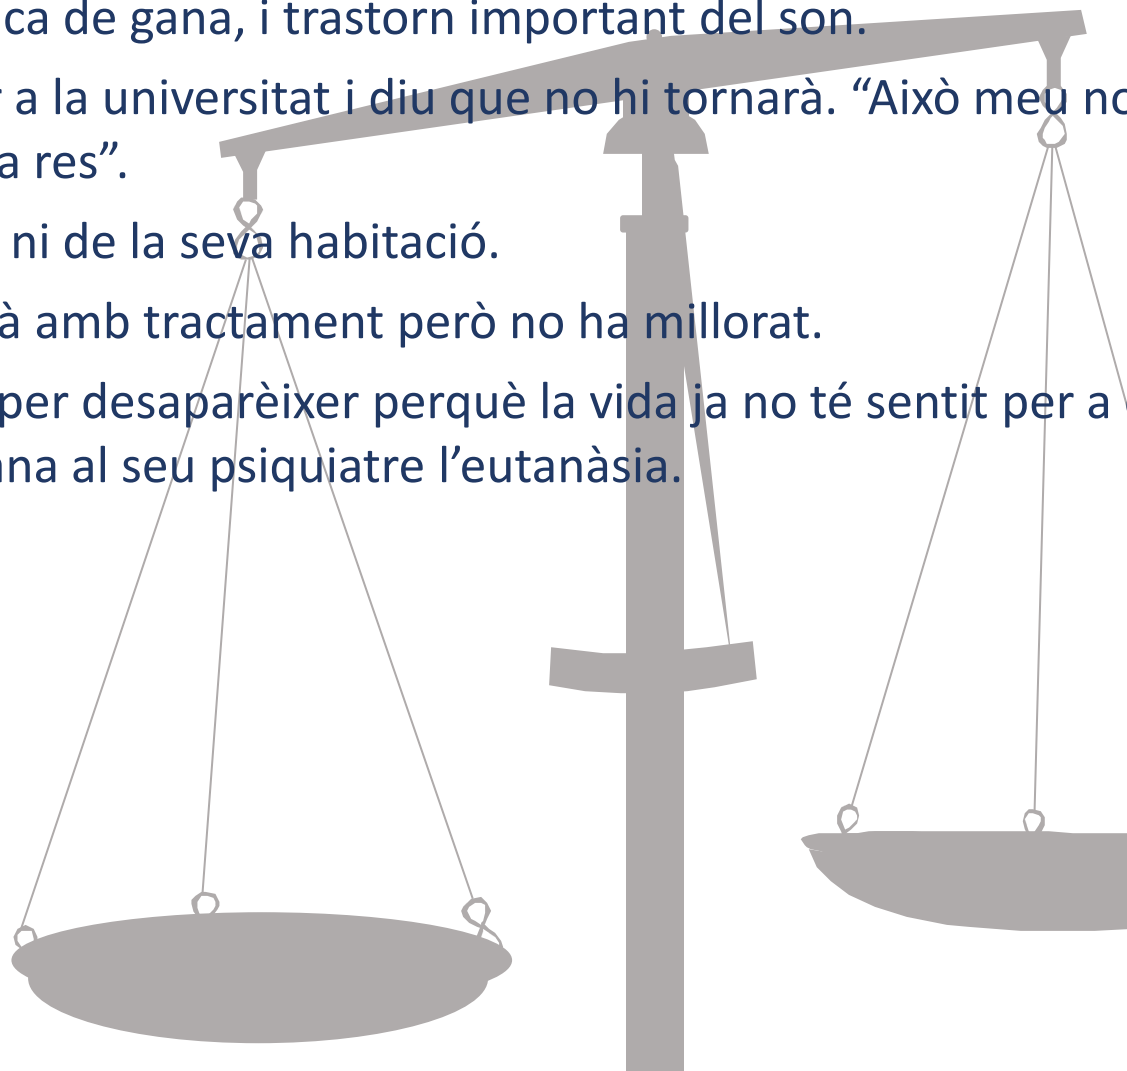 ca de gana, i trastorn important del son.
a la universitat i diu que no hi tornarà. “Això meu no
a res”.
ni de la seva habitació.
à amb tractament però no ha millorat.
per desaparèixer perquè la vida ja no té sentit per a
na al seu psiquiatre l’eutanàsia.